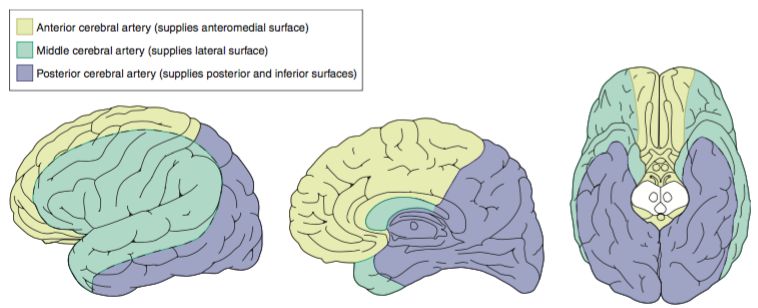 Anterior cerebral artery (supplies anteromedial surface)
Middle cerebral artery (supplies lateral surface)
Posterior cerebral artery (supplies posterior and inferior surfaces)